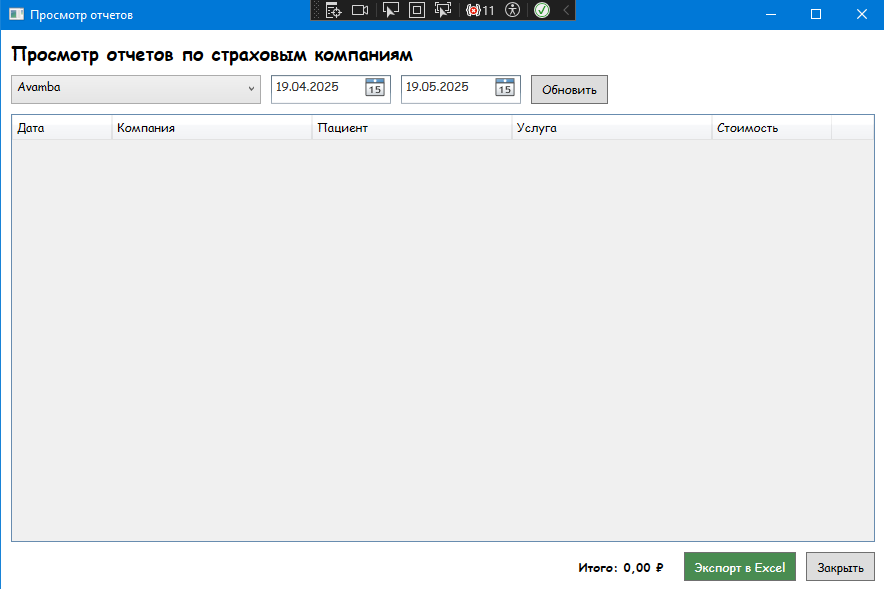 Просмотр отчетов
11
Просмотр отчетов по страховым компаниям
Avamba 19.04.2025 15 19.05.2025 15 Обновить
Дата Компания Пациент Услуга Стоимость
Итого: 0,00 ₽ Экспорт в Excel Закрыть